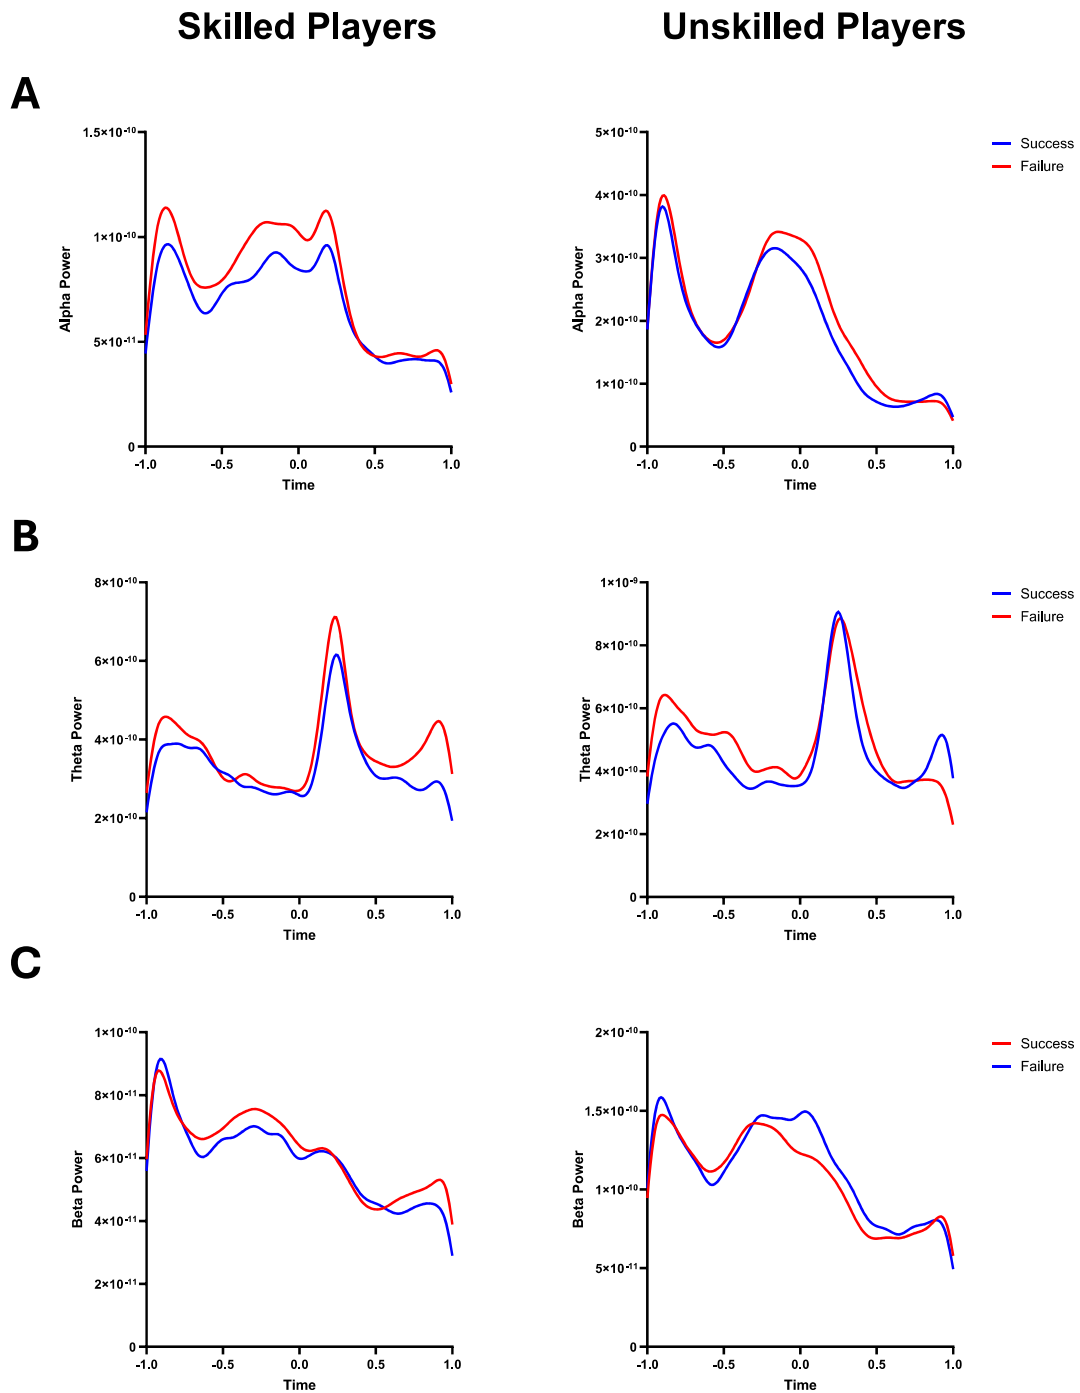 Skilled Players
Unskilled Players
A
1.5×10⁻¹⁰
1×10⁻¹⁰
5×10⁻¹¹
0
Alpha Power
-1.0
-0.5
0.0
0.5
1.0
Time
5×10⁻¹⁰
4×10⁻¹⁰
3×10⁻¹⁰
2×10⁻¹⁰
1×10⁻¹⁰
0
Alpha Power
-1.0
-0.5
0.0
0.5
1.0
Time
Success
Failure
B
8×10⁻¹⁰
6×10⁻¹⁰
4×10⁻¹⁰
2×10⁻¹⁰
0
Theta Power
-1.0
-0.5
0.0
0.5
1.0
Time
1×10⁻⁹
8×10⁻¹⁰
6×10⁻¹⁰
4×10⁻¹⁰
2×10⁻¹⁰
0
Theta Power
-1.0
-0.5
0.0
0.5
1.0
Time
Success
Failure
C
1×10⁻¹⁰
8×10⁻¹¹
6×10⁻¹¹
4×10⁻¹¹
2×10⁻¹¹
0
Beta Power
-1.0
-0.5
0.0
0.5
1.0
Time
2×10⁻¹⁰
1.5×10⁻¹⁰
1×10⁻¹⁰
5×10⁻¹¹
0
Beta Power
-1.0
-0.5
0.0
0.5
1.0
Time
Success
Failure